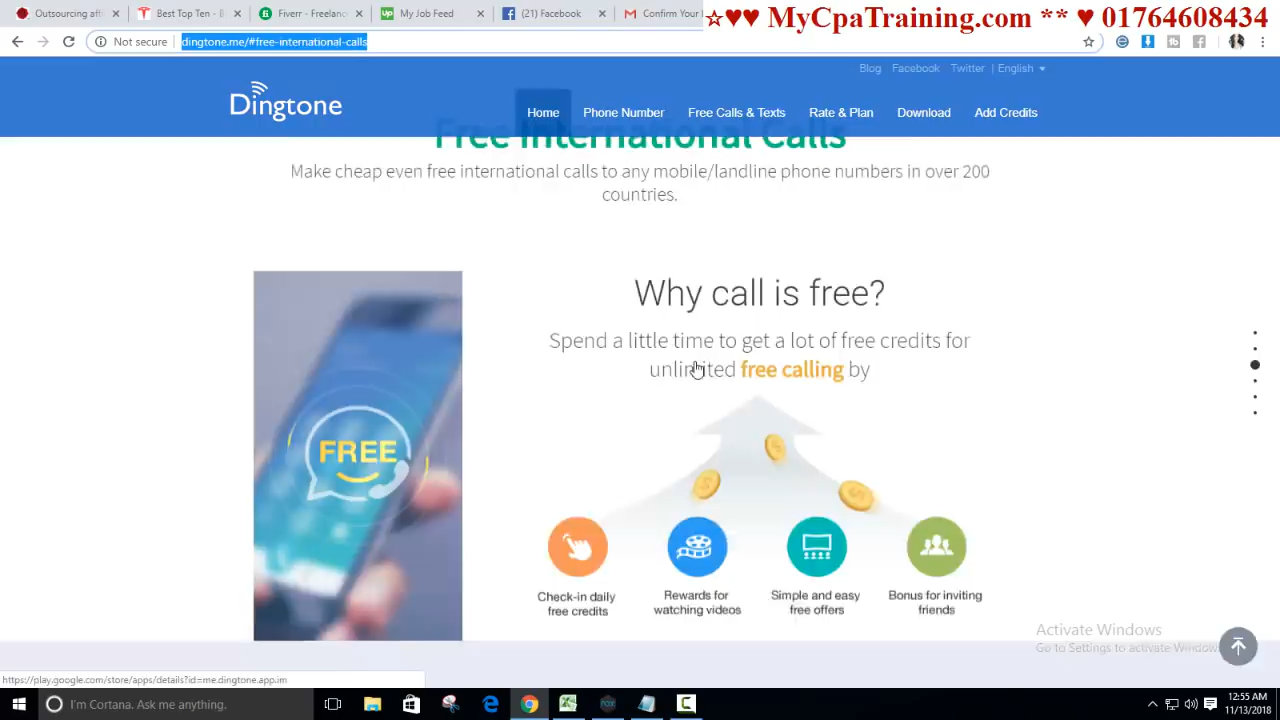 Outsourcing aff
Best Top Ten - B
Fiverr - Freelanc
My Job Feed
(21) Facebook
Confirm Your
☆♥♥ MyCpaTraining.com ** ♥ 01764608434
Not secure
dingtone.me/#free-international-calls
Blog Facebook Twitter | English
Dingtone
Home Phone Number Free Calls & Texts Rate & Plan Download Add Credits
Free International Calls
Make cheap even free international calls to any mobile/landline phone numbers in over 200
countries.
Why call is free?
Spend a little time to get a lot of free credits for
unlimited free calling by
FREE
Check-in daily
free credits
Rewards for
watching videos
Simple and easy
free offers
Bonus for inviting
friends
Activate Windows
Go to Settings to activate Windows
https://play.google.com/store/apps/details?id=me.dingtone.app.im
I'm Cortana. Ask me anything.
12:55 AM
11/13/2018